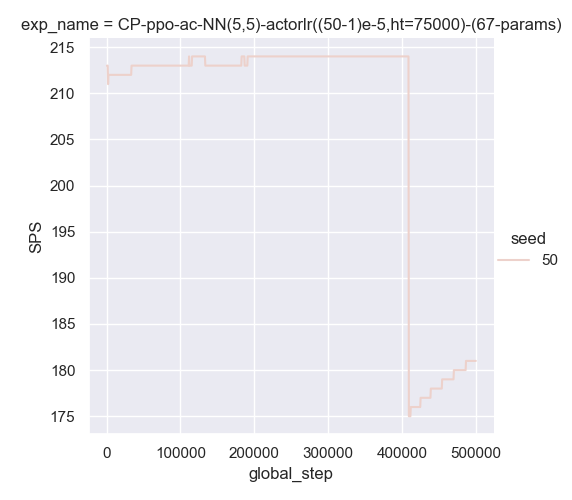 exp_name = CP-ppo-ac-NN(5,5)-actorlr((50-1)e-5,ht=75000)-(67-params)
215
210
205
200
195
190
185
180
175
SPS
0 100000 200000 300000 400000 500000
global_step
seed
50